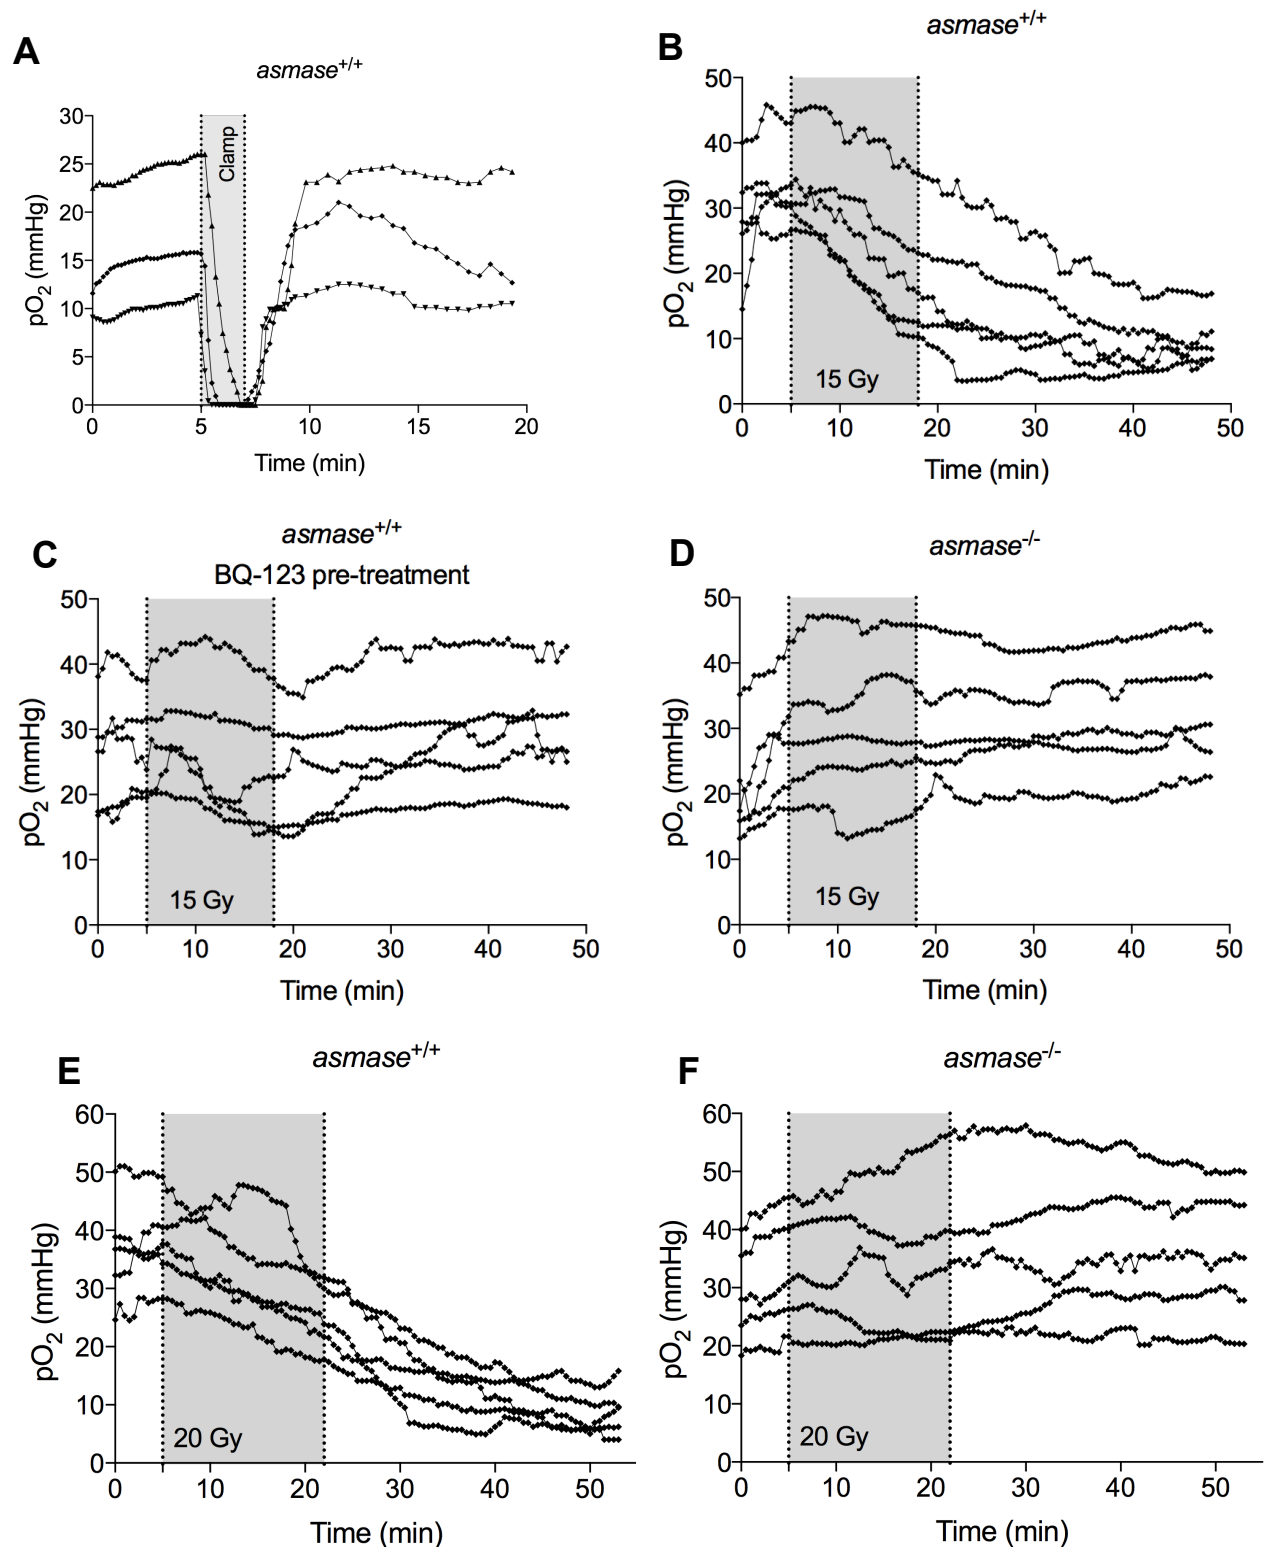 A
asmase+/+
30
25
20
15
10
5
0
pO2 (mmHg)
Clamp
0 5 10 15 20
Time (min)
B
asmase+/+
50
40
30
20
10
0
pO2 (mmHg)
15 Gy
0 10 20 30 40 50
Time (min)
C
asmase+/+
BQ-123 pre-treatment
50
40
30
20
10
0
pO2 (mmHg)
15 Gy
0 10 20 30 40 50
Time (min)
D
asmase-/-
50
40
30
20
10
0
pO2 (mmHg)
15 Gy
0 10 20 30 40 50
Time (min)
E
asmase+/+
60
50
40
30
20
10
0
pO2 (mmHg)
20 Gy
0 10 20 30 40 50
Time (min)
F
asmase-/-
60
50
40
30
20
10
0
pO2 (mmHg)
20 Gy
0 10 20 30 40 50
Time (min)